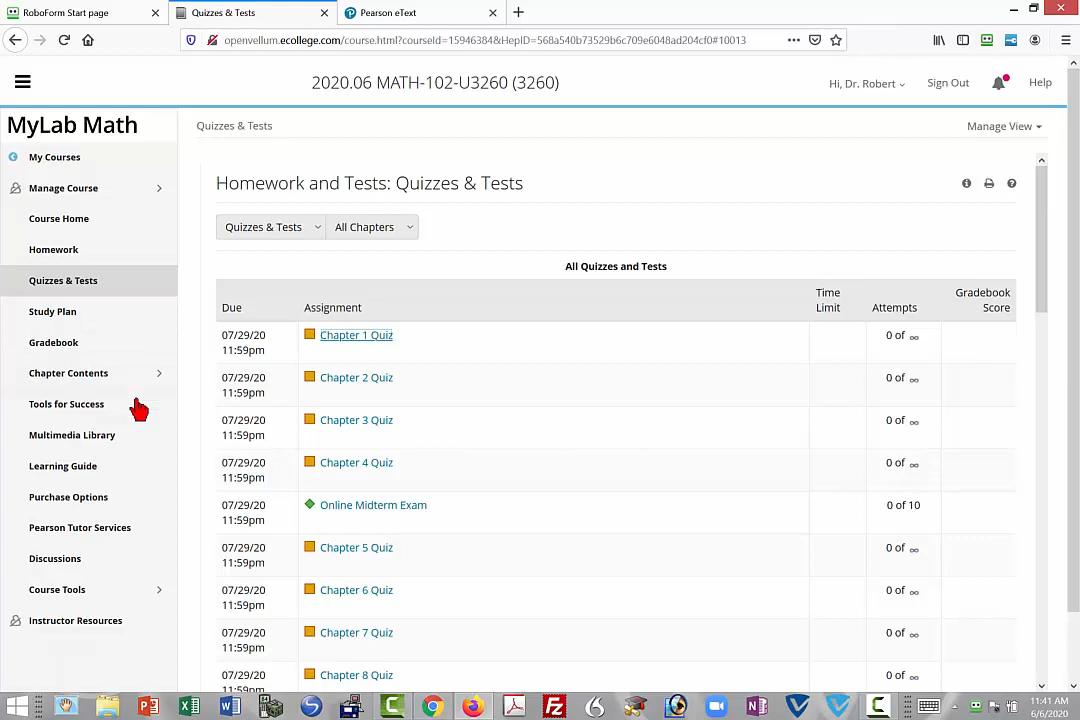 RoboForm Start page
Quizzes & Tests
Pearson eText
openvellum.ecollege.com/course.html?courseId=15946384&HepID=568a540b73529b6c709e6048ad204cf0#10013
2020.06 MATH-102-U3260 (3260)
Hi, Dr. Robert
Sign Out
Help
MyLab Math
Quizzes & Tests
Manage View
My Courses
Manage Course
Course Home
Homework
Quizzes & Tests
Study Plan
Gradebook
Chapter Contents
Tools for Success
Multimedia Library
Learning Guide
Purchase Options
Pearson Tutor Services
Discussions
Course Tools
Instructor Resources
Homework and Tests: Quizzes & Tests
Quizzes & Tests
All Chapters
All Quizzes and Tests
Due Assignment Time Limit Attempts Gradebook Score
07/29/20 11:59pm Chapter 1 Quiz 0 of ∞
07/29/20 11:59pm Chapter 2 Quiz 0 of ∞
07/29/20 11:59pm Chapter 3 Quiz 0 of ∞
07/29/20 11:59pm Chapter 4 Quiz 0 of ∞
07/29/20 11:59pm Online Midterm Exam 0 of 10
07/29/20 11:59pm Chapter 5 Quiz 0 of ∞
07/29/20 11:59pm Chapter 6 Quiz 0 of ∞
07/29/20 11:59pm Chapter 7 Quiz 0 of ∞
07/29/20 11:59pm Chapter 8 Quiz 0 of ∞
11:41 AM
6/6/2020